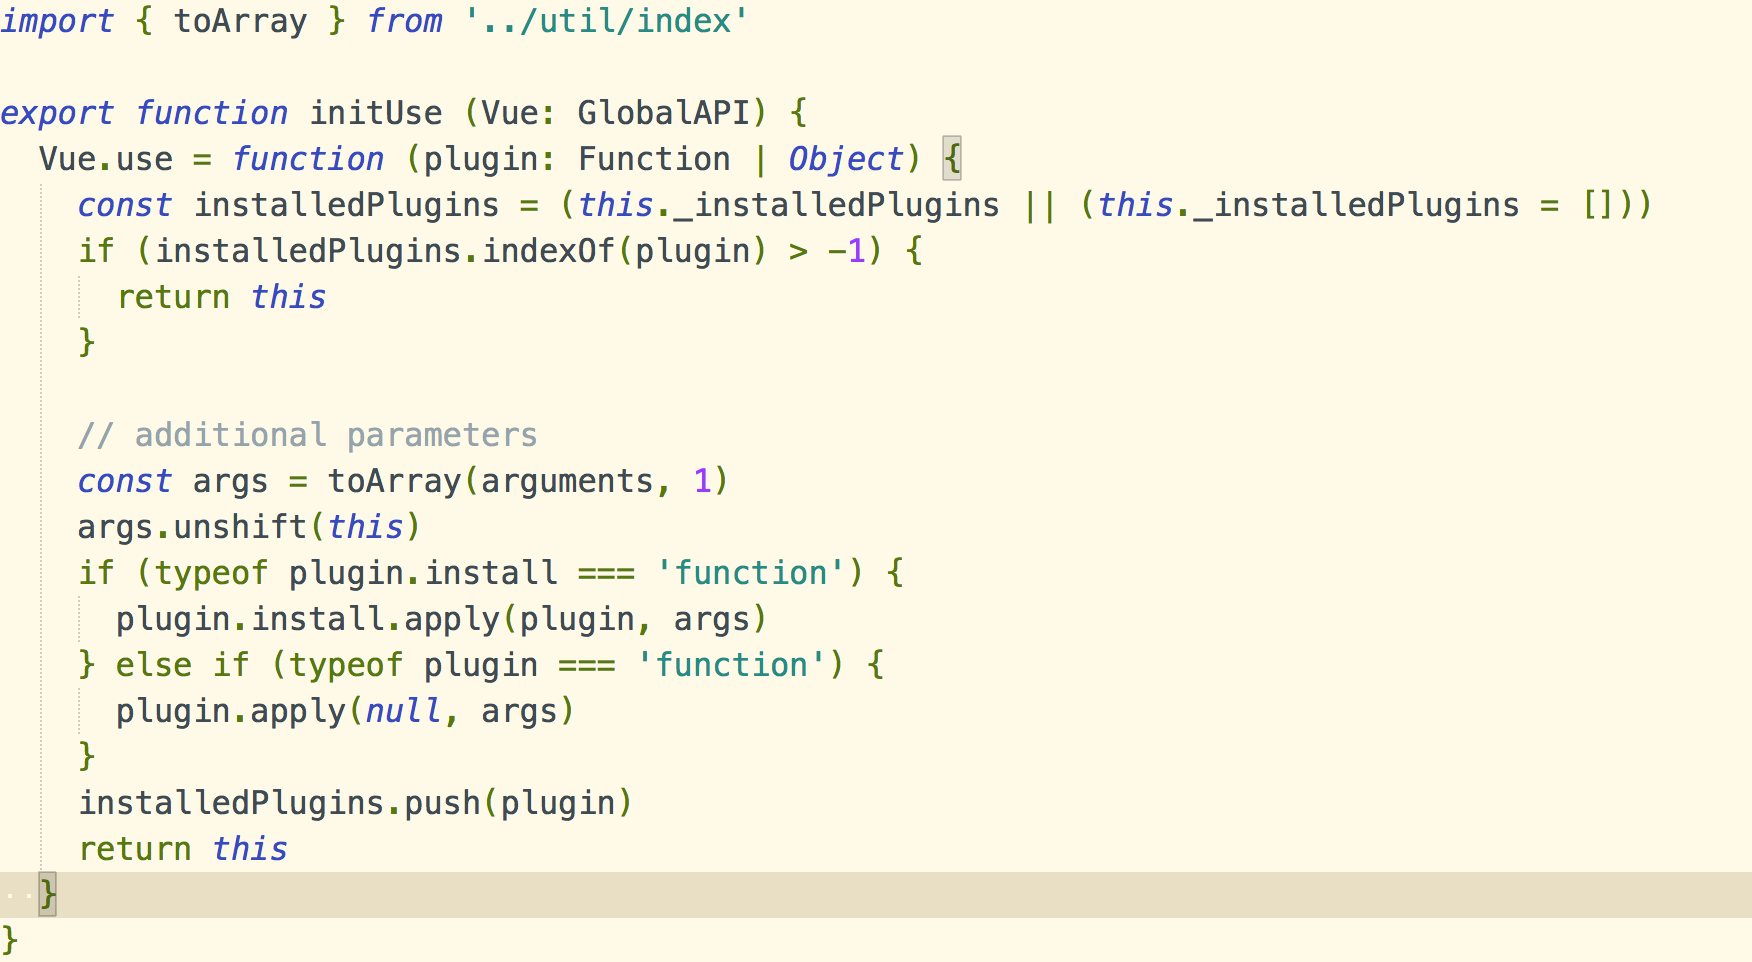 import { toArray } from '../util/index'

export function initUse (Vue: GlobalAPI) {
  Vue.use = function (plugin: Function | Object) {
    const installedPlugins = (this._installedPlugins || (this._installedPlugins = []))
    if (installedPlugins.indexOf(plugin) > -1) {
      return this
    }

    // additional parameters
    const args = toArray(arguments, 1)
    args.unshift(this)
    if (typeof plugin.install === 'function') {
      plugin.install.apply(plugin, args)
    } else if (typeof plugin === 'function') {
      plugin.apply(null, args)
    }
    installedPlugins.push(plugin)
    return this
  }
}